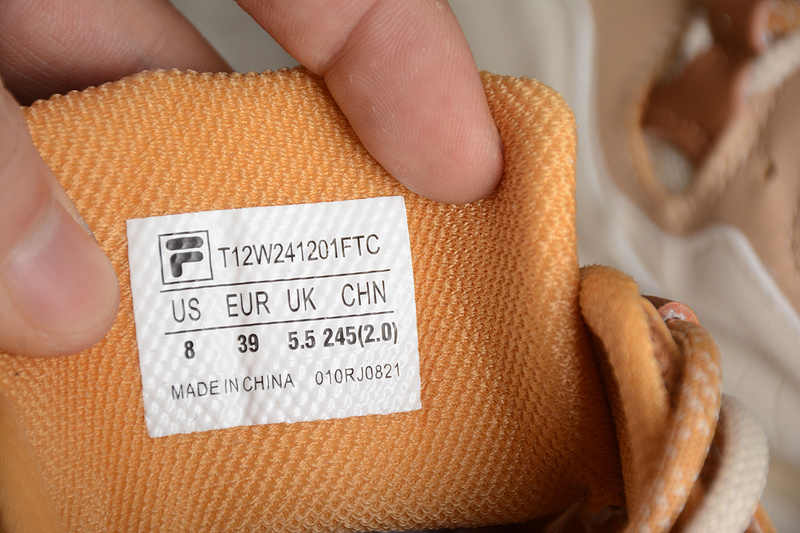 F T12W241201FTC
US EUR UK CHN
8 39 5.5 245(2.0)
MADE IN CHINA 010RJ0821